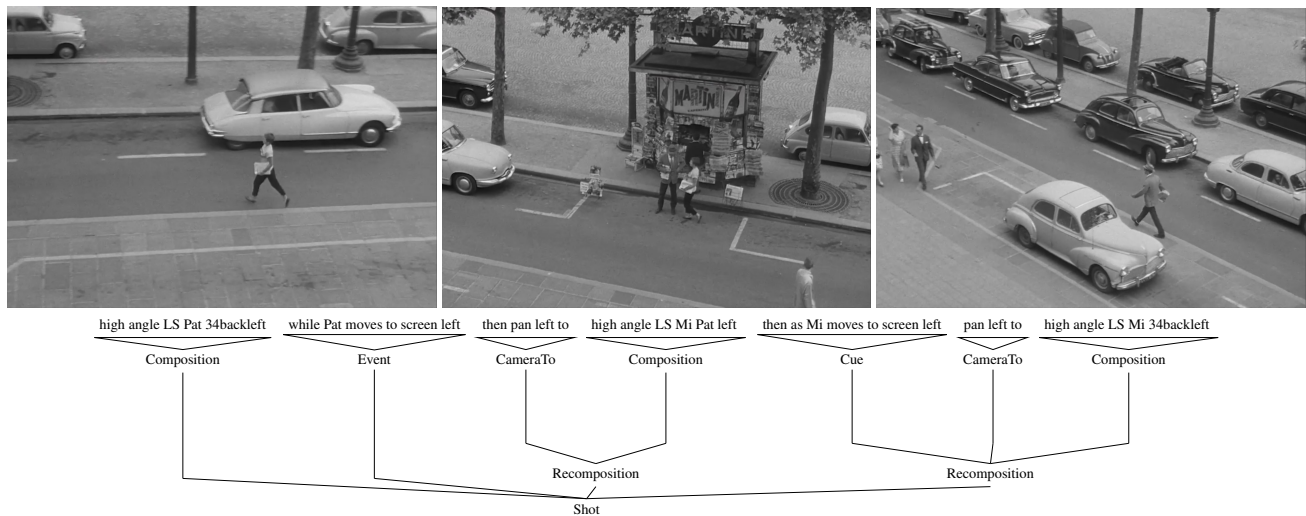 MARTINI
MARTINI
high angle LS Pat 34backleft while Pat moves to screen left then pan left to high angle LS Mi Pat left then as Mi moves to screen left pan left to high angle LS Mi 34backleft
Composition Event CameraTo Composition Cue CameraTo Composition
Recomposition Recomposition
Shot